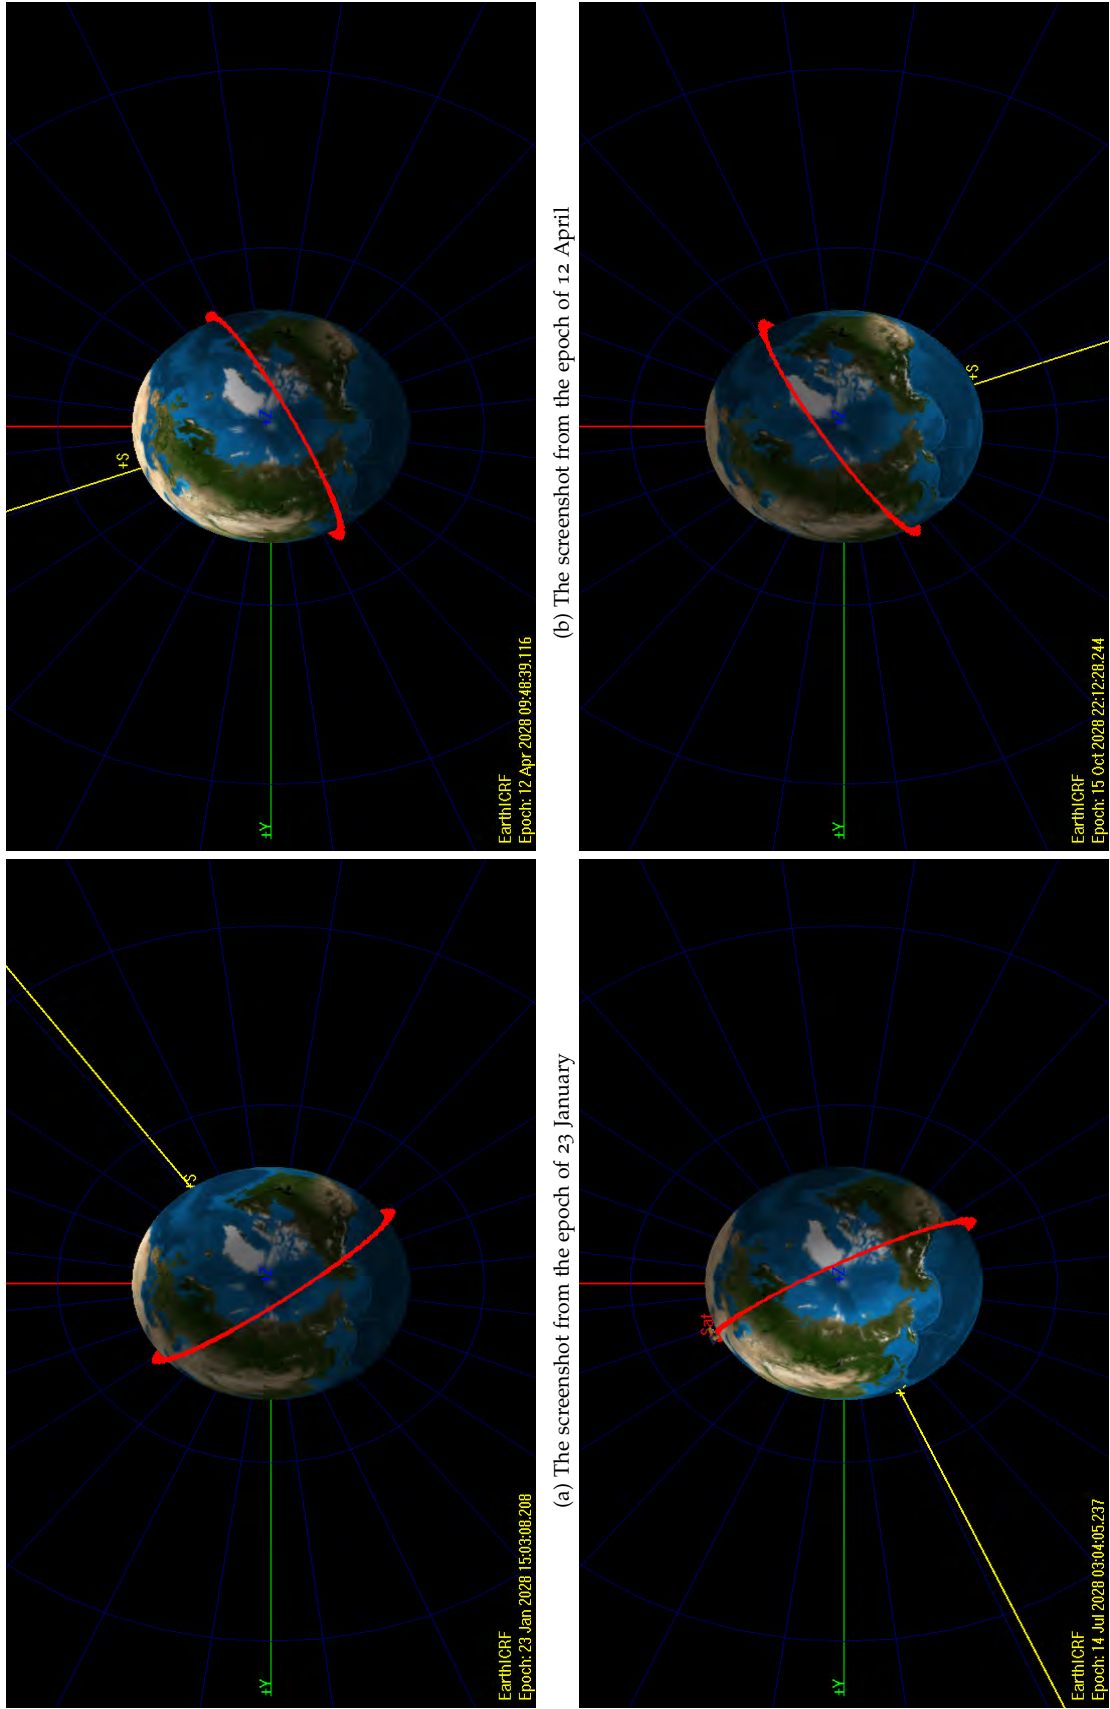 +S
+Y
+Z
EarthICRF
Epoch: 23 Jan 2028 15:03:08.208
(a) The screenshot from the epoch of 23 January
+S
+Y
+Z
EarthICRF
Epoch: 12 Apr 2028 09:48:39.116
(b) The screenshot from the epoch of 12 April
Sat
+Y
+Z
EarthICRF
Epoch: 14 Jul 2028 03:04:05.237
+Y
+Z
+S
EarthICRF
Epoch: 15 Oct 2028 22:12:28.244